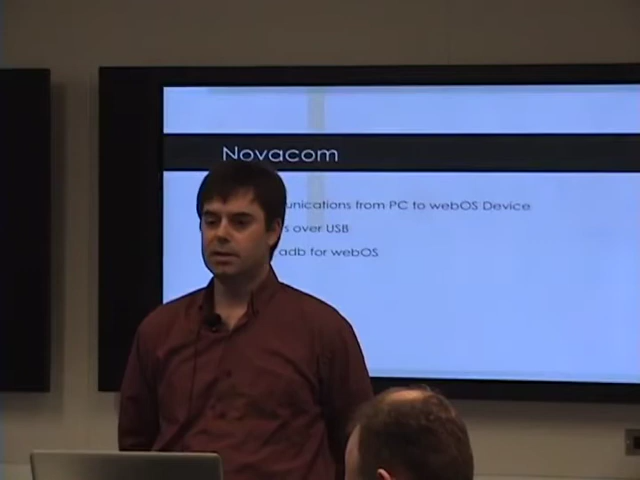 Novacom
unications from PC to webOS Device
s over USB
adb for webOS